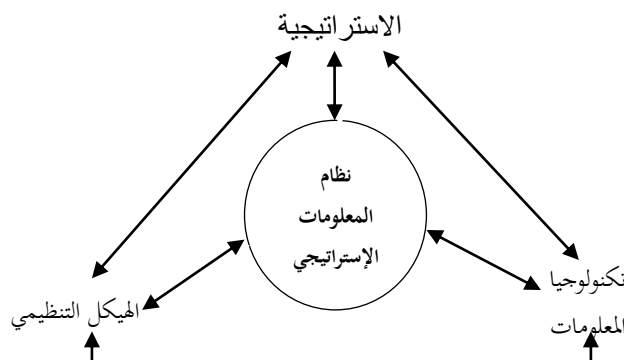 الاستراتيجية
نظام
المعلومات
الإستراتيجي
تكنولوجيا
المعلومات
الهيكل التنظيمي